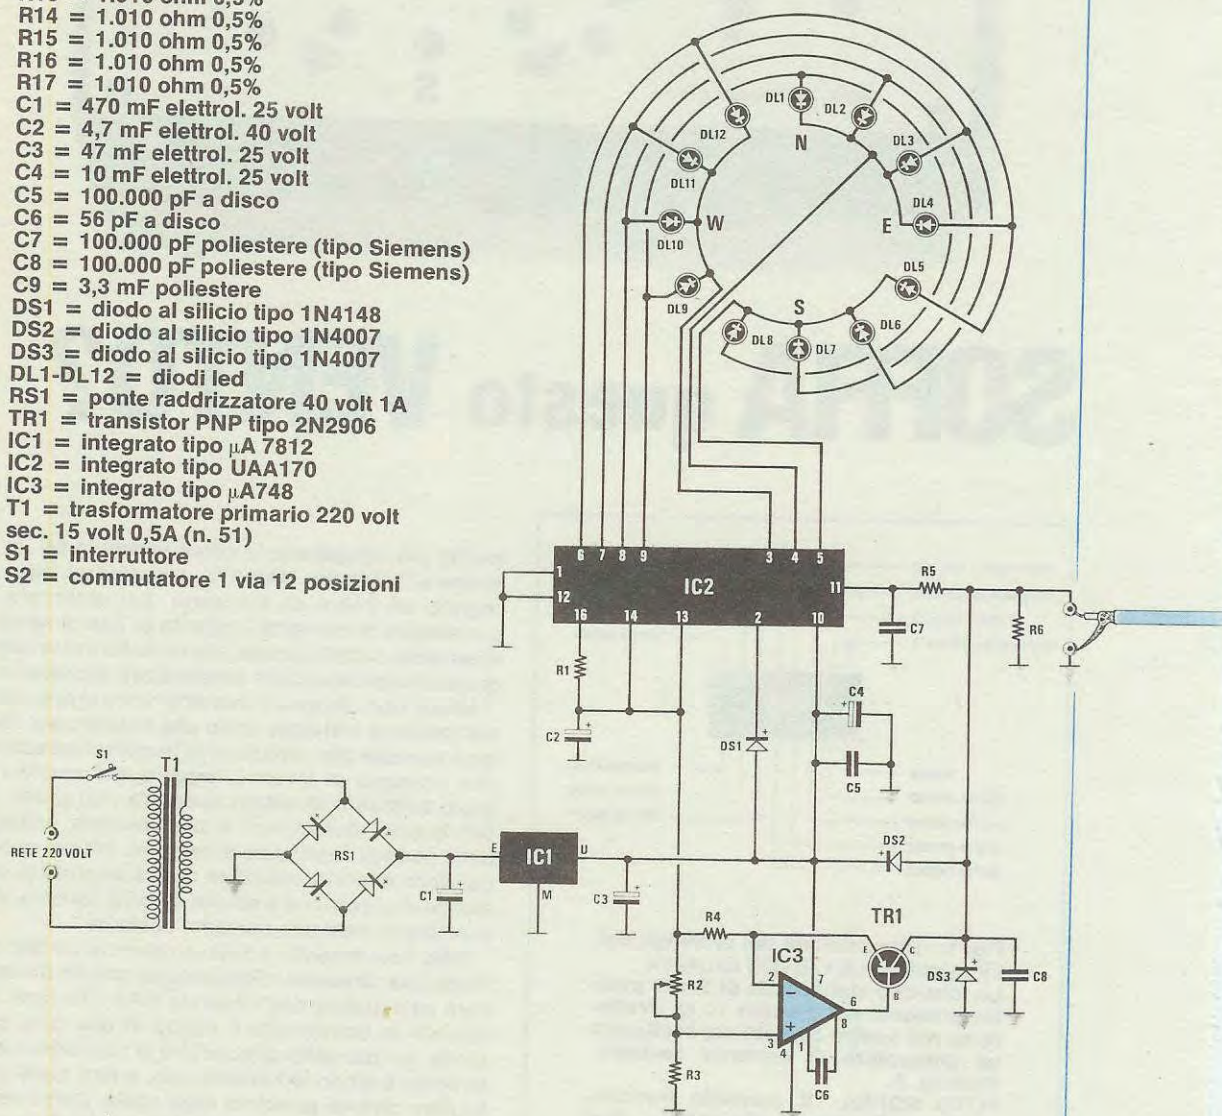 R14 = 1.010 ohm 0,5%
R15 = 1.010 ohm 0,5%
R16 = 1.010 ohm 0,5%
R17 = 1.010 ohm 0,5%
C1 = 470 mF elettrol. 25 volt
C2 = 4,7 mF elettrol. 40 volt
C3 = 47 mF elettrol. 25 volt
C4 = 10 mF elettrol. 25 volt
C5 = 100.000 pF a disco
C6 = 56 pF a disco
C7 = 100.000 pF poliestere (tipo Siemens)
C8 = 100.000 pF poliestere (tipo Siemens)
C9 = 3,3 mF poliestere
DS1 = diodo al silicio tipo 1N4148
DS2 = diodo al silicio tipo 1N4007
DS3 = diodo al silicio tipo 1N4007
DL1-DL12 = diodi led
RS1 = ponte raddrizzatore 40 volt 1A
TR1 = transistor PNP tipo 2N2906
IC1 = integrato tipo µA 7812
IC2 = integrato tipo UAA170
IC3 = integrato tipo µA748
T1 = trasformatore primario 220 volt
sec. 15 volt 0,5A (n. 51)
S1 = interruttore
S2 = commutatore 1 via 12 posizioni
DL1
DL2
DL12
N
DL3
DL11
DL4
W
E
DL10
DL5
DL9
S
DL6
DL8
DL7
6 7 8 9 3 4 5
1
12
IC2
11
16 14 13 2 10
R5
R6
C7
R1
C2
+
DS1
+
C4
+
C5
S1
T1
RETE 220 VOLT
RS1
C1
+
E
IC1
U
M
C3
+
DS2
+
TR1
E
C
B
R4
IC3
2
7
R2
6
8
3
4
1
C6
R3
DS3
+
C8